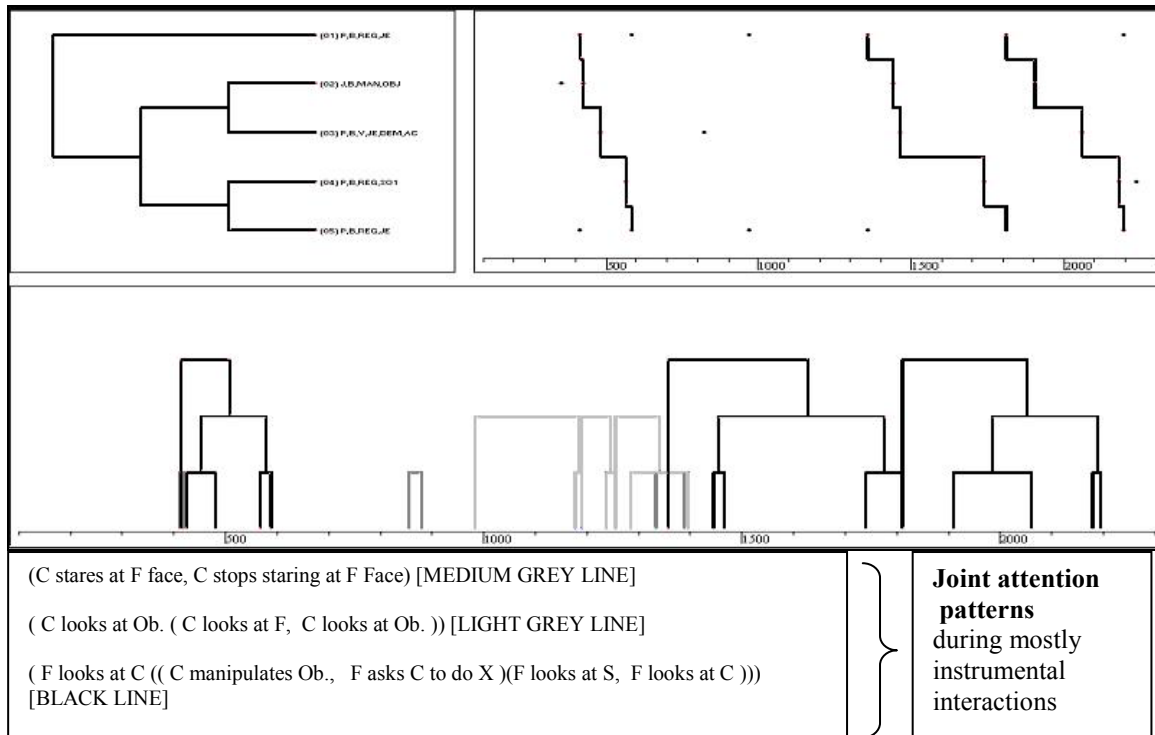 (01) F,B,REG,JE
(02) J,B,MAN,OBJ
(03) F,B,V,JE,DEM,AC
(04) F,B,REG,SO1
(05) F,B,REG,JE
500 1000 1500 2000
500 1000 1500 2000
(C stares at F face, C stops staring at F Face) [MEDIUM GREY LINE]
( C looks at Ob. ( C looks at F, C looks at Ob. )) [LIGHT GREY LINE]
( F looks at C (( C manipulates Ob., F asks C to do X )(F looks at S, F looks at C )))
[BLACK LINE]
Joint attention
patterns
during mostly
instrumental
interactions